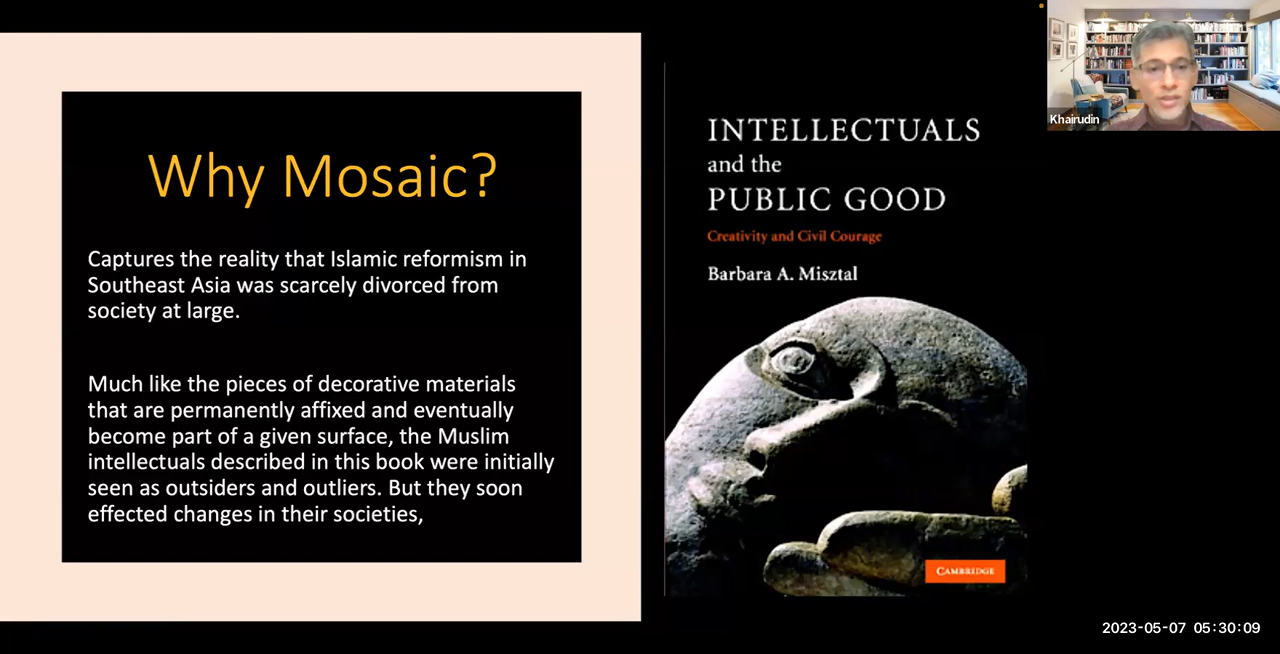 Why Mosaic?
Captures the reality that Islamic reformism in
Southeast Asia was scarcely divorced from
society at large.
Much like the pieces of decorative materials
that are permanently affixed and eventually
become part of a given surface, the Muslim
intellectuals described in this book were initially
seen as outsiders and outliers. But they soon
effected changes in their societies,
INTELLECTUALS
and the
PUBLIC GOOD
Creativity and Civil Courage
Barbara A. Misztal
CAMBRIDGE
Khairudin
2023-05-07 05:30:09